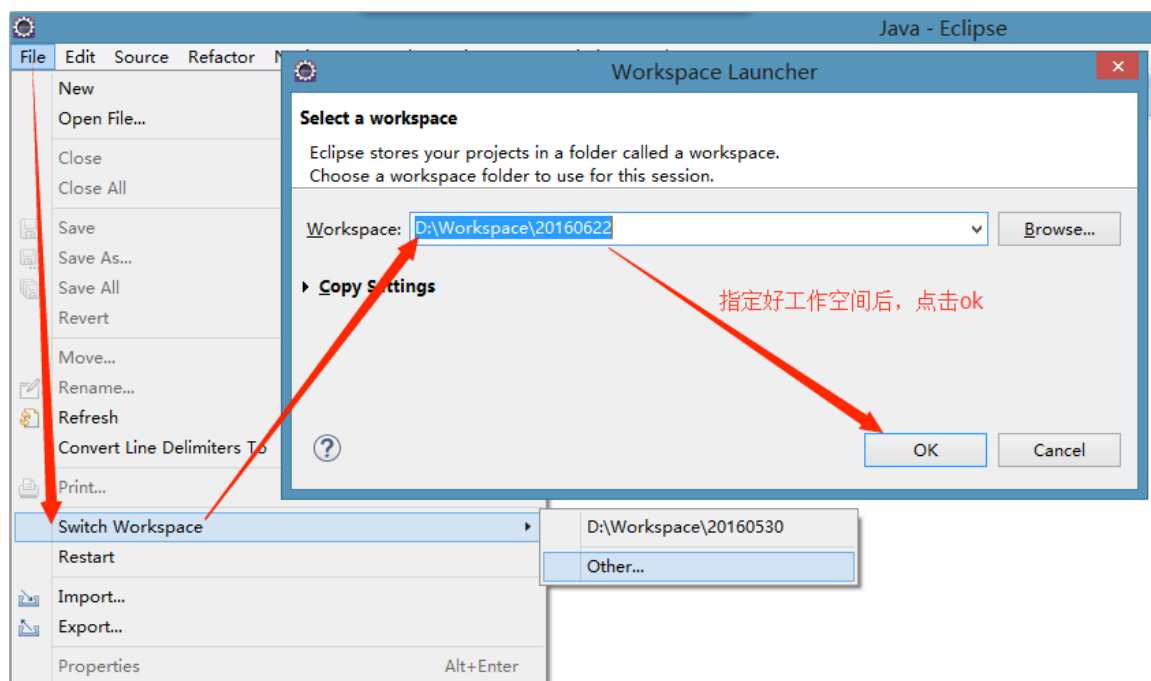 Java - Eclipse
File Edit Source Refactor
New
Open File...
Close
Close All
Save
Save As...
Save All
Revert
Move...
Rename...
Refresh
Convert Line Delimiters To
Print...
Switch Workspace
Restart
Import...
Export...
Properties Alt+Enter
D:\Workspace\20160530
Other...
Workspace Launcher
Select a workspace
Eclipse stores your projects in a folder called a workspace.
Choose a workspace folder to use for this session.
Workspace: D:\Workspace\20160622 Browse...
Copy Settings
指定好工作空间后，点击ok
OK Cancel